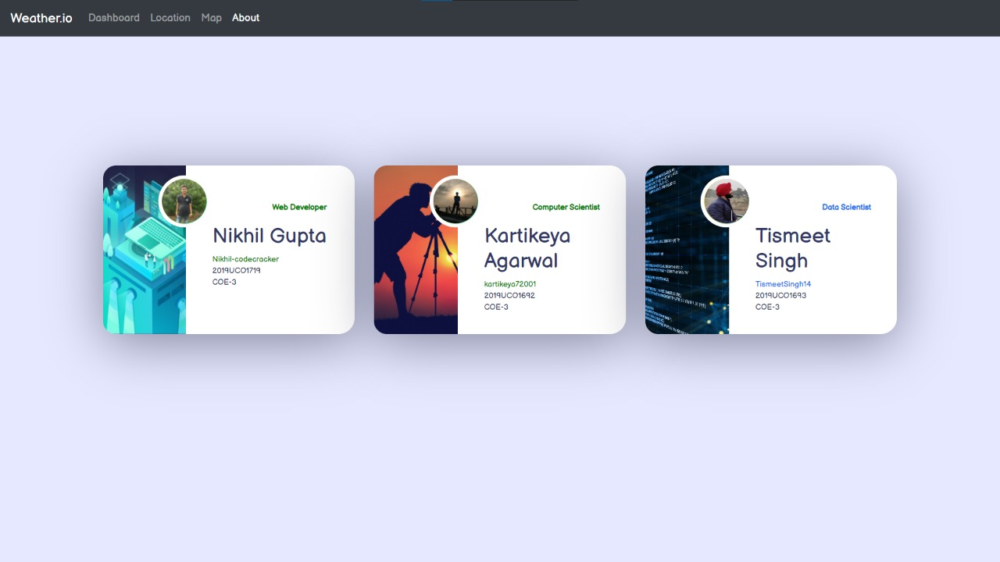 Weather.io Dashboard Location Map About
Web Developer
Nikhil Gupta
Nikhil-codecracker
2019UCO1719
COE-3
Computer Scientist
Kartikeya
Agarwal
kartikeya72001
2019UCO1692
COE-3
Data Scientist
Tismeet
Singh
TismeetSingh14
2019UCO1693
COE-3